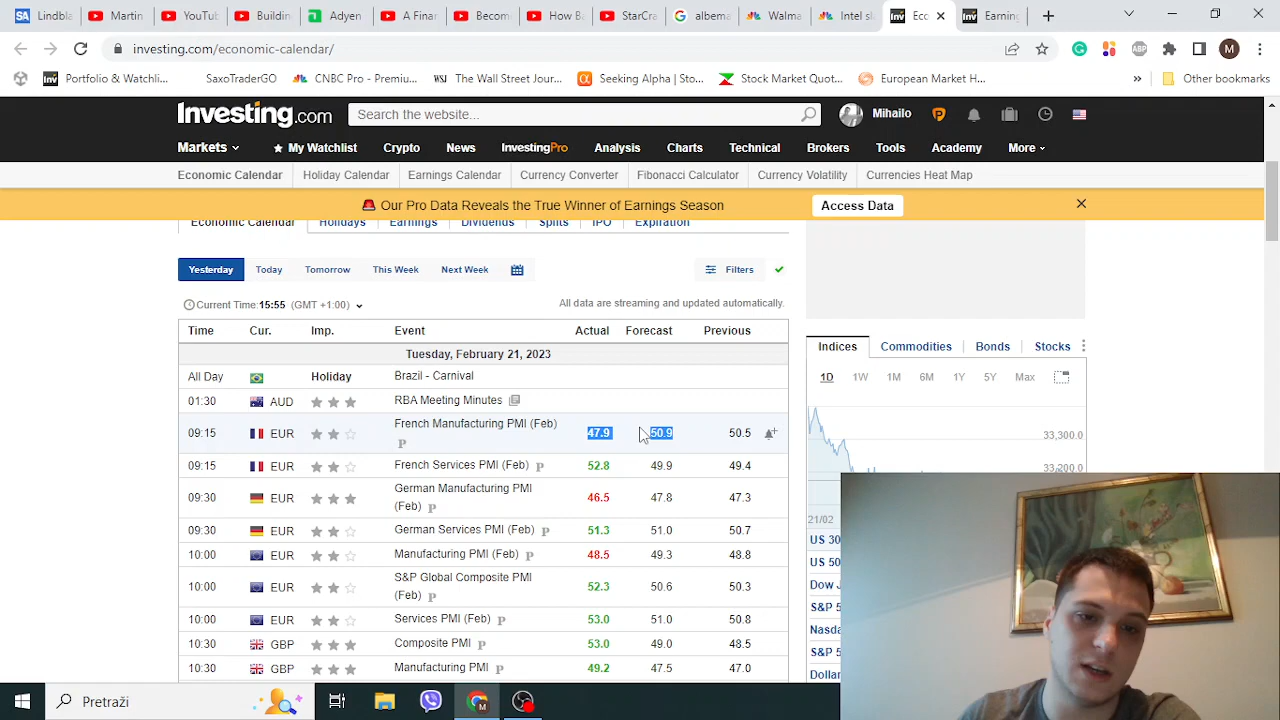 Lindbla
Martin
YouTu
Buildin
Adyen
A Finar
Becom
How Ba
StarCra
alberta
Walma
Intel sl
Eco
Earning
investing.com/economic-calendar/
Portfolio & Watchli...
SaxoTraderGO
CNBC Pro - Premiu...
The Wall Street Jour...
Seeking Alpha | Sto...
Stock Market Quot...
European Market H...
»
Other bookmarks
Investing.com
Search the website...
Mihailo
Markets
My Watchlist
Crypto
News
InvestingPro
Analysis
Charts
Technical
Brokers
Tools
Academy
More
Economic Calendar
Holiday Calendar
Earnings Calendar
Currency Converter
Fibonacci Calculator
Currency Volatility
Currencies Heat Map
Our Pro Data Reveals the True Winner of Earnings Season
Access Data
Economic Calendar
Holidays
Earnings
Dividends
Splits
IPO
Expiration
Yesterday
Today
Tomorrow
This Week
Next Week
Filters
Current Time: 15:55 (GMT +1:00)
All data are streaming and updated automatically.
Time Cur. Imp. Event Actual Forecast Previous
Tuesday, February 21, 2023
All Day Holiday Brazil - Carnival
01:30 AUD RBA Meeting Minutes
09:15 EUR French Manufacturing PMI (Feb) P 47.9 50.9 50.5
09:15 EUR French Services PMI (Feb) P 52.8 49.9 49.4
09:30 EUR German Manufacturing PMI (Feb) P 46.5 47.8 47.3
09:30 EUR German Services PMI (Feb) P 51.3 51.0 50.7
10:00 EUR Manufacturing PMI (Feb) P 48.5 49.3 48.8
10:00 EUR S&P Global Composite PMI (Feb) P 52.3 50.6 50.3
10:00 EUR Services PMI (Feb) P 53.0 51.0 50.8
10:30 GBP Composite PMI P 53.0 49.0 48.5
10:30 GBP Manufacturing PMI P 49.2 47.5 47.0
Indices
Commodities
Bonds
Stocks
1D
1W
1M
6M
1Y
5Y
Max
33,300.0
33,200.0
21/02
US 30
US 50
Dow J
S&P 5
Nasda
S&P 5
Dollar
Pretraži